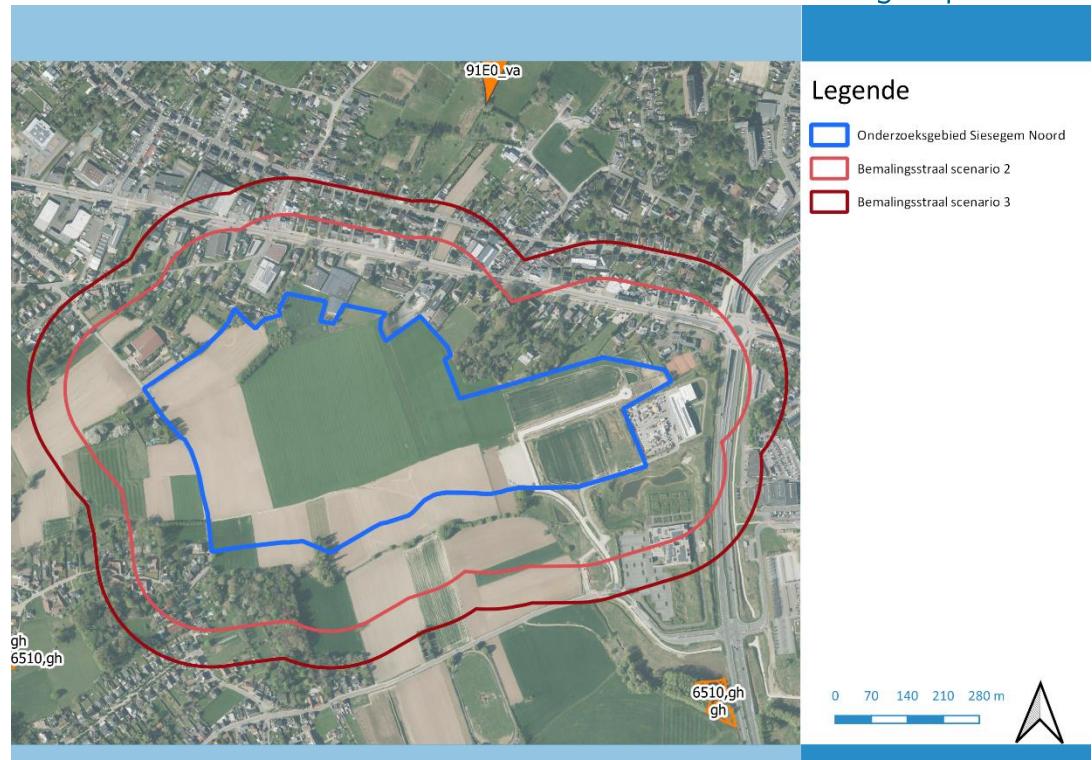 91E0_va
Legende
Onderzoeksgebied Siesegem Noord
Bemalingsstraal scenario 2
Bemalingsstraal scenario 3
gh
6510,gh
6510,gh
gh
0 70 140 210 280 m